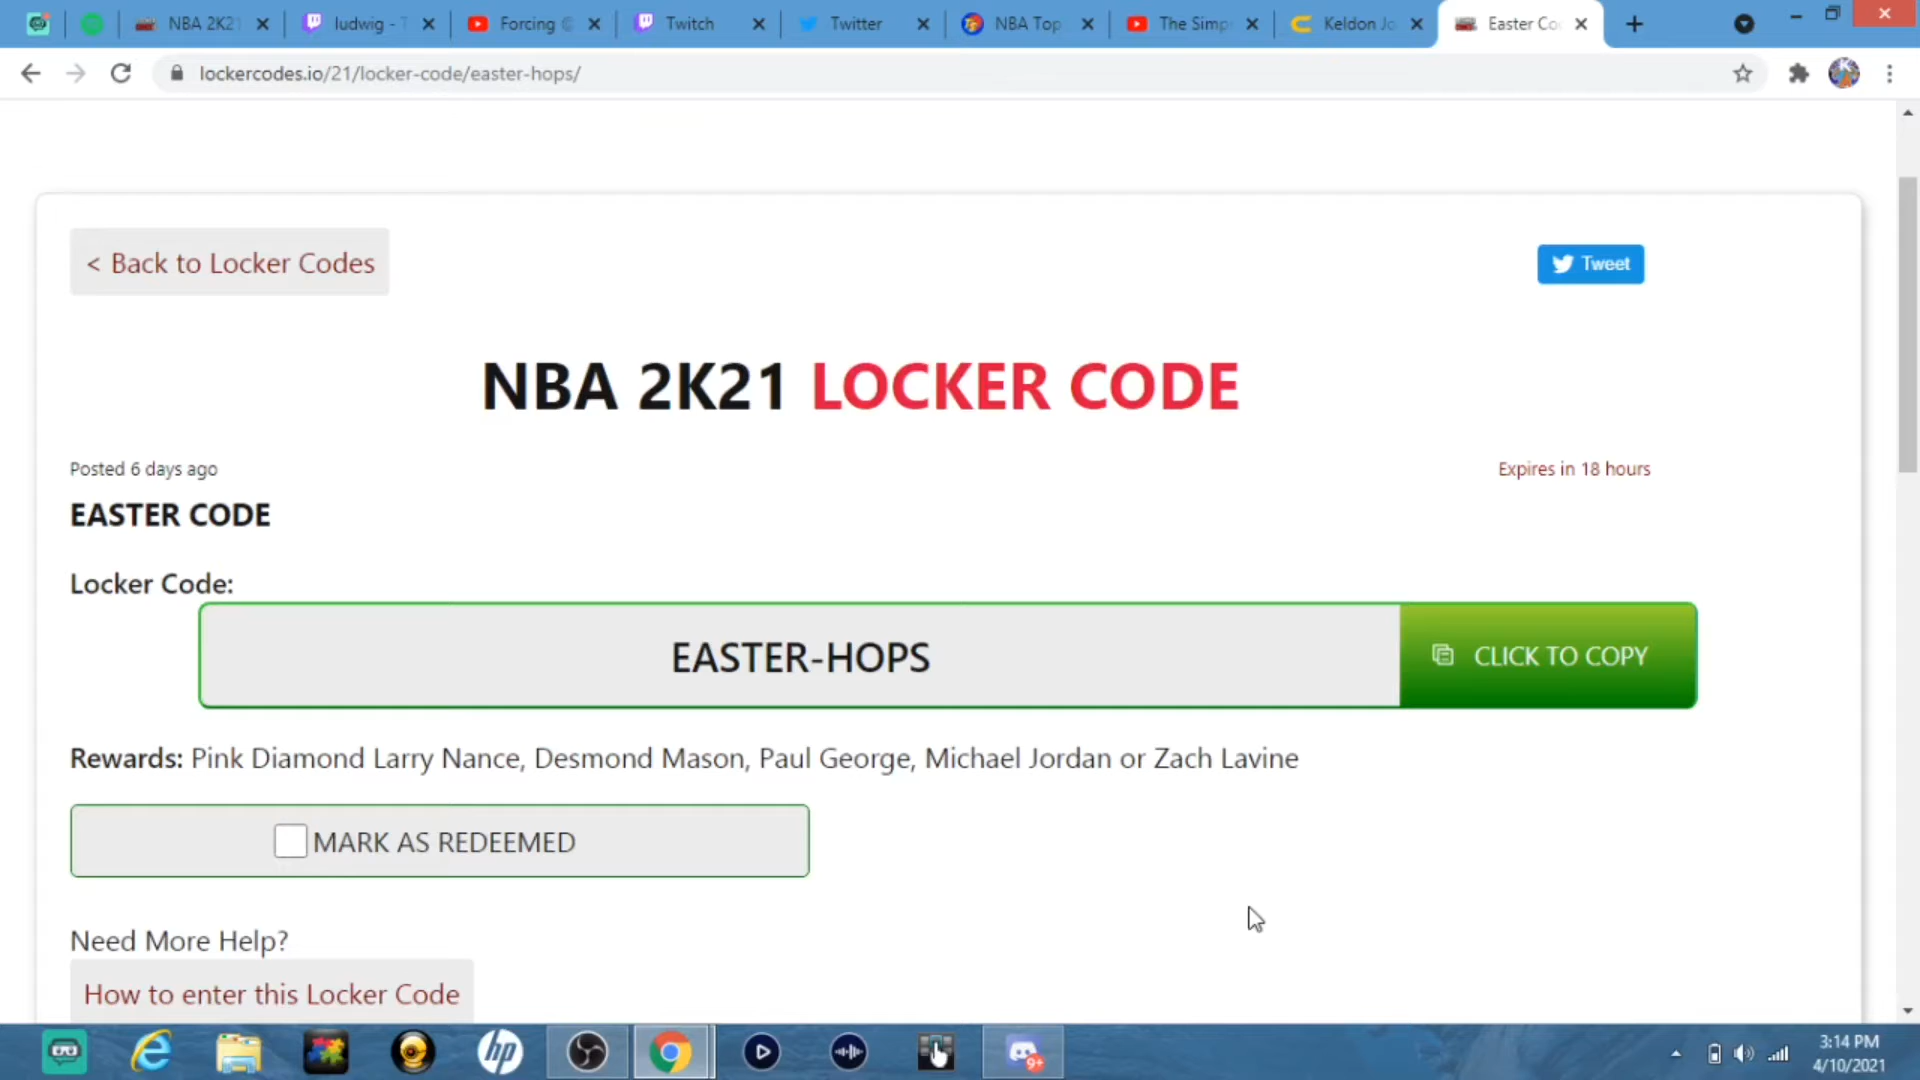 NBA 2K21
ludwig - T
Forcing
Twitch
Twitter
NBA Top
The Simp
Keldon Jo
Easter Co
lockercodes.io/21/locker-code/easter-hops/
< Back to Locker Codes
Tweet
NBA 2K21 LOCKER CODE
Posted 6 days ago
Expires in 18 hours
EASTER CODE
Locker Code:
EASTER-HOPS
CLICK TO COPY
Rewards: Pink Diamond Larry Nance, Desmond Mason, Paul George, Michael Jordan or Zach Lavine
MARK AS REDEEMED
Need More Help?
How to enter this Locker Code
hp
9+
3:14 PM
4/10/2021